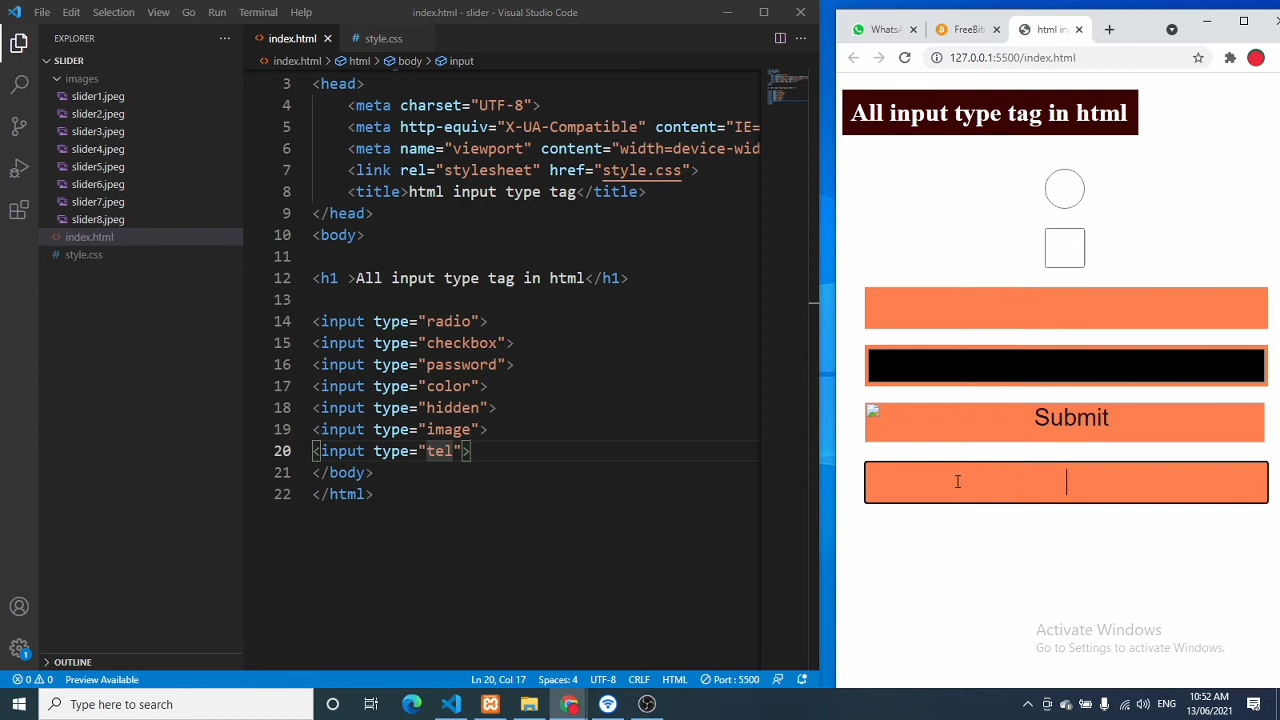 File Edit Selection View Go Run Terminal Help
index.html - slider - Visual Studio Code
EXPLORER
SLIDER
images
slider1.jpeg
slider2.jpeg
slider3.jpeg
slider4.jpeg
slider5.jpeg
slider6.jpeg
slider7.jpeg
slider8.jpeg
index.html
style.css
OUTLINE
index.html style.css
index.html > html > body > input
3 <head>
4 <meta charset="UTF-8">
5 <meta http-equiv="X-UA-Compatible" content="IE=
6 <meta name="viewport" content="width=device-wid
7 <link rel="stylesheet" href="style.css">
8 <title>html input type tag</title>
9 </head>
10 <body>
11
12 <h1 >All input type tag in html</h1>
13
14 <input type="radio">
15 <input type="checkbox">
16 <input type="password">
17 <input type="color">
18 <input type="hidden">
19 <input type="image">
20 <input type="tel">
21 </body>
22 </html>
0 0 Preview Available Ln 20, Col 17 Spaces: 4 UTF-8 CRLF HTML Port : 5500
WhatsA FreeBitc html in
127.0.0.1:5500/index.html
All input type tag in html
Submit
Activate Windows
Go to Settings to activate Windows.
Type here to search
ENG
10:52 AM
13/06/2021